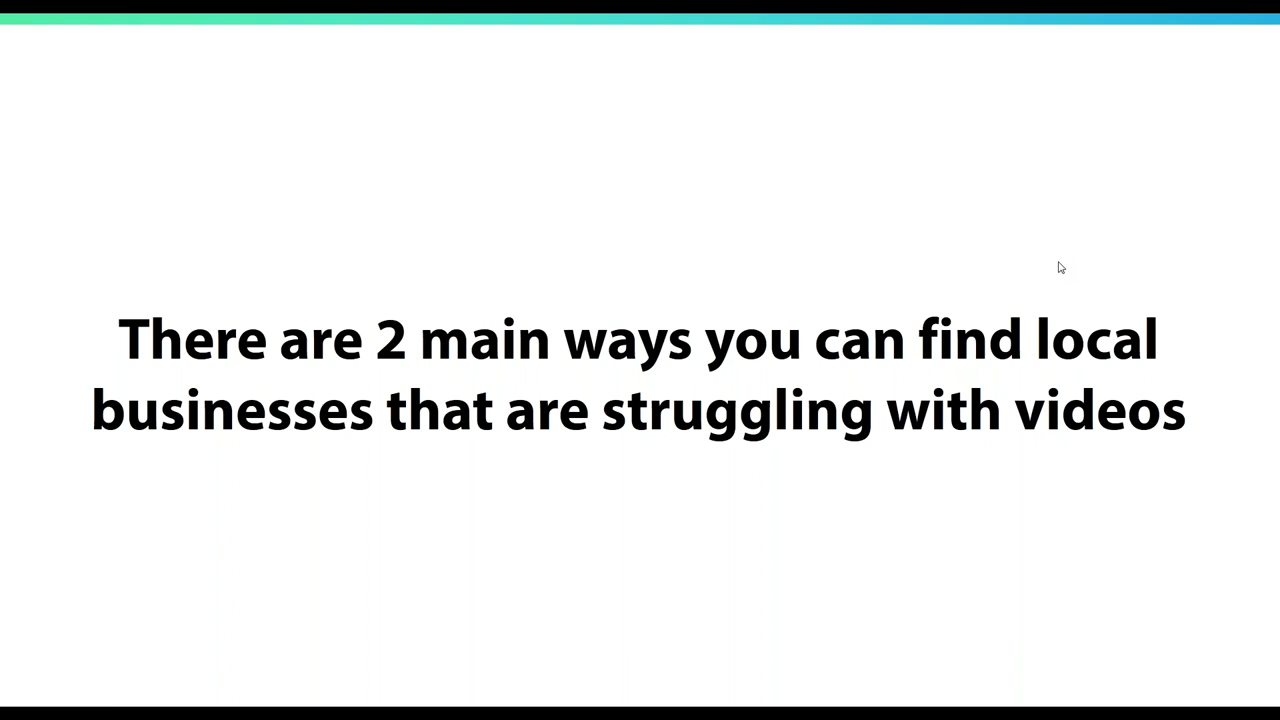 There are 2 main ways you can find local
businesses that are struggling with videos